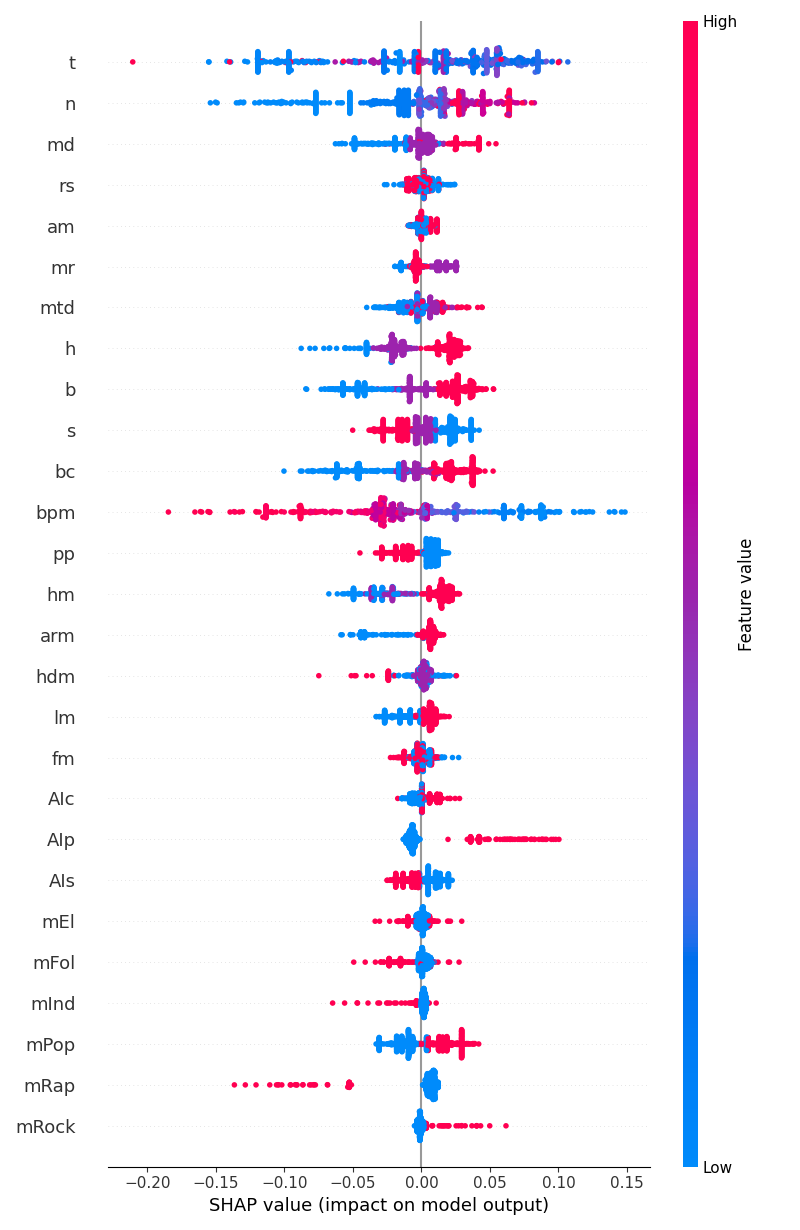 High
t
n
md
rs
am
mr
mtd
h
b
s
bc
bpm
pp
hm
arm
hdm
lm
fm
AIc
AIp
AIs
mEl
mFol
mInd
mPop
mRap
mRock
Feature value
Low
−0.20 −0.15 −0.10 −0.05 0.00 0.05 0.10 0.15
SHAP value (impact on model output)